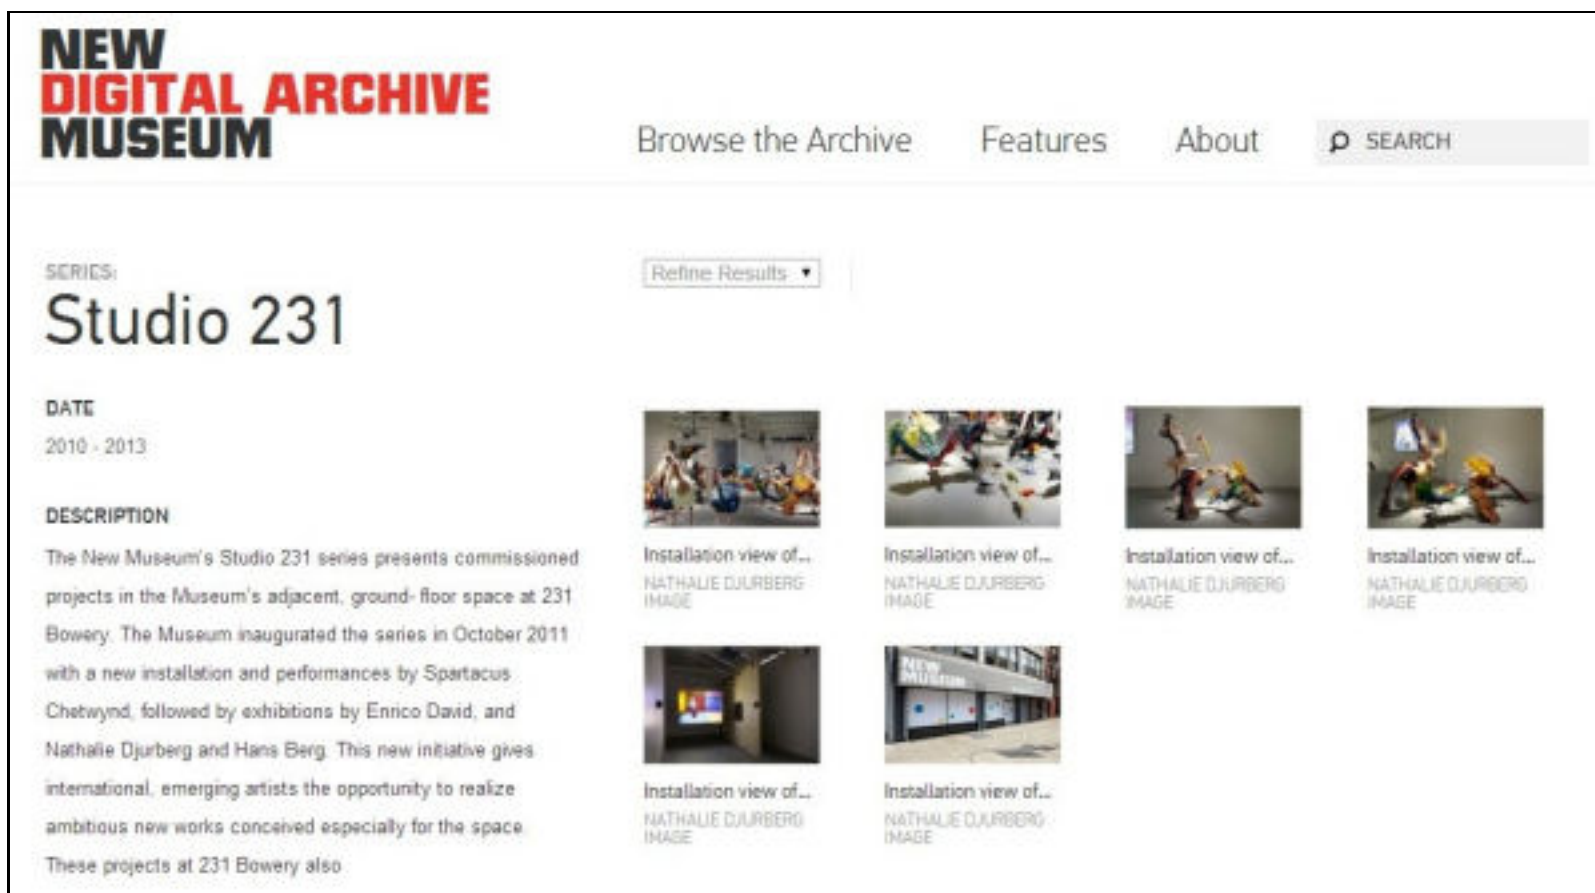 NEW
DIGITAL ARCHIVE
MUSEUM
Browse the Archive
Features
About
SEARCH
SERIES:
Studio 231
DATE
2010 - 2013
DESCRIPTION
The New Museum's Studio 231 series presents commissioned
projects in the Museum's adjacent, ground- floor space at 231
Bowery. The Museum inaugurated the series in October 2011
with a new installation and performances by Spartacus
Chetwynd, followed by exhibitions by Enrico David, and
Nathalie Djurberg and Hans Berg. This new initiative gives
international, emerging artists the opportunity to realize
ambitious new works conceived especially for the space.
These projects at 231 Bowery also
Refine Results
Installation view of...
NATHALIE DJURBERG
IMAGE
Installation view of...
NATHALIE DJURBERG
IMAGE
Installation view of...
NATHALIE DJURBERG
IMAGE
Installation view of...
NATHALIE DJURBERG
IMAGE
Installation view of...
NATHALIE DJURBERG
IMAGE
NEW
MUSEUM
Installation view of...
NATHALIE DJURBERG
IMAGE